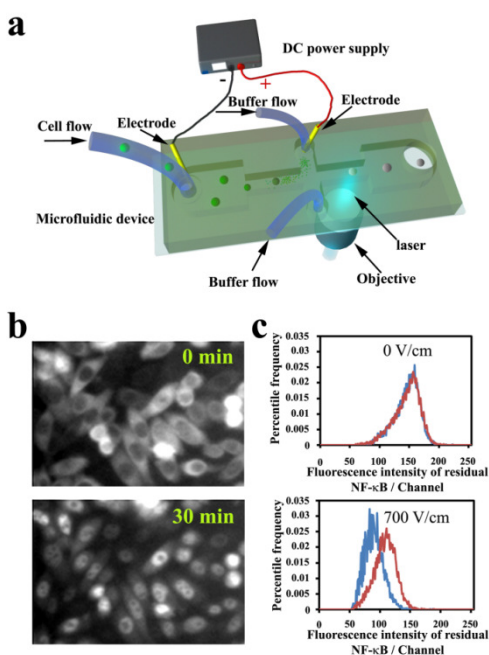 a
DC power supply
-
+
Buffer flow
Electrode
Electrode
Cell flow
Microfluidic device
laser
Buffer flow
Objective
b
0 min
30 min
c
Percentile frequency
0.035
0.03
0.025
0.02
0.015
0.01
0.005
0
0 V/cm
0 50 100 150 200 250
Fluorescence intensity of residual
NF-κB / Channel
Percentile frequency
0.035
0.03
0.025
0.02
0.015
0.01
0.005
0
700 V/cm
0 50 100 150 200 250
Fluorescence intensity of residual
NF-κB / Channel